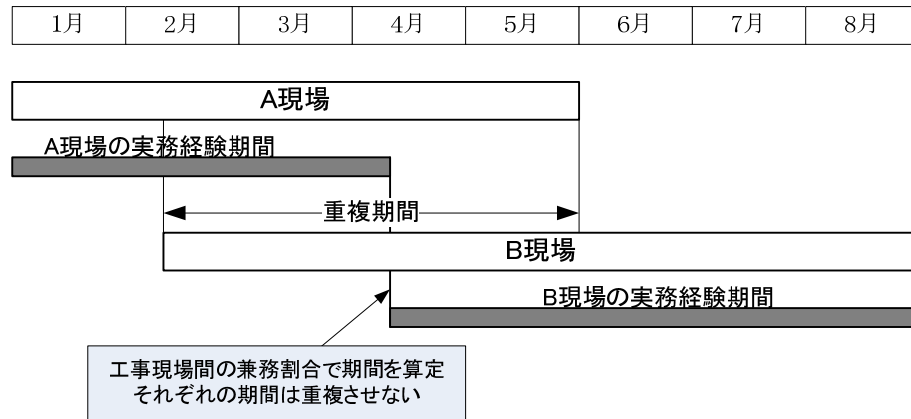 1月 2月 3月 4月 5月 6月 7月 8月
A現場
A現場の実務経験期間
重複期間
B現場
B現場の実務経験期間
工事現場間の兼務割合で期間を算定
それぞれの期間は重複させない